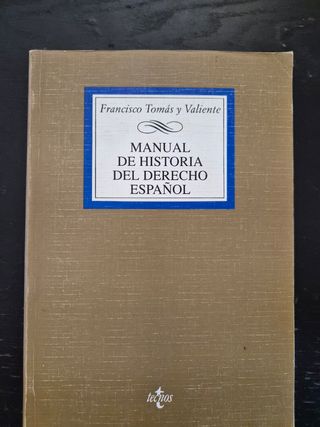 Francisco Tomás y Valiente
MANUAL
DE HISTORIA
DEL DERECHO
ESPAÑOL
tecnos